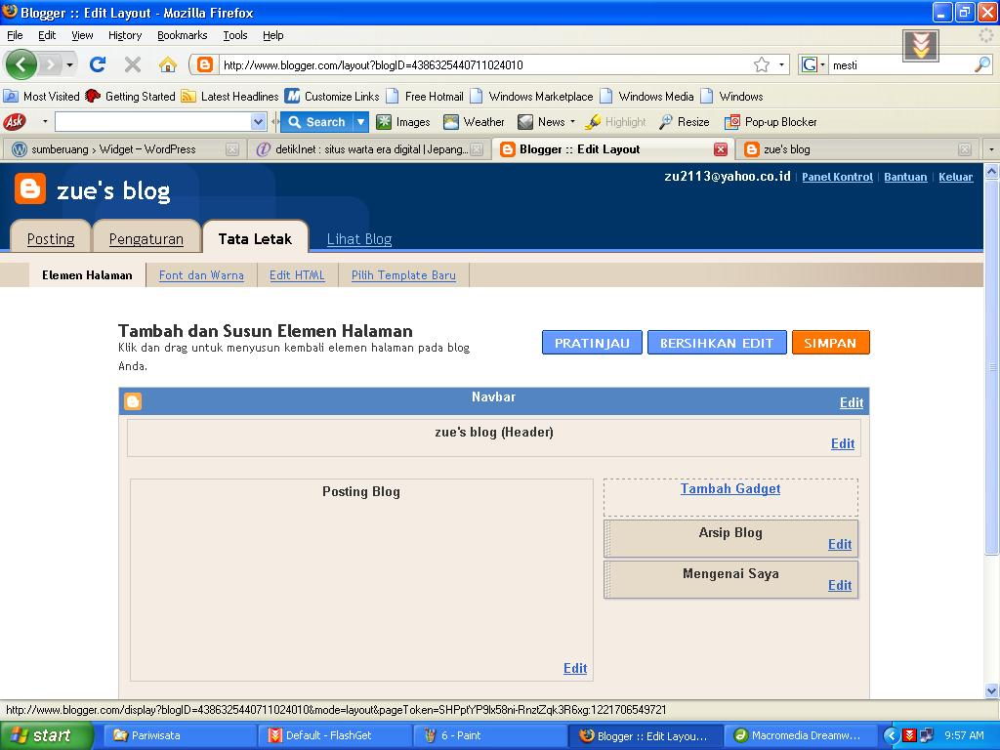 Blogger :: Edit Layout - Mozilla Firefox
File Edit View History Bookmarks Tools Help
http://www.blogger.com/layout?blogID=4386325440711024010 G mesti
Most Visited Getting Started Latest Headlines Customize Links Free Hotmail Windows Marketplace Windows Media Windows
Ask Search Images Weather News Highlight Resize Pop-up Blocker
sumberuang › Widget — WordPress detikInet : situs warta era digital | Jepang... Blogger :: Edit Layout zue's blog
zu2113@yahoo.co.id | Panel Kontrol | Bantuan | Keluar
zue's blog
Posting Pengaturan Tata Letak Lihat Blog
Elemen Halaman Font dan Warna Edit HTML Pilih Template Baru
Tambah dan Susun Elemen Halaman
Klik dan drag untuk menyusun kembali elemen halaman pada blog
Anda.
PRATINJAU BERSIHKAN EDIT SIMPAN
Navbar
Edit
zue's blog (Header)
Edit
Posting Blog
Edit
Tambah Gadget
Arsip Blog
Edit
Mengenai Saya
Edit
http://www.blogger.com/display?blogID=4386325440711024010&mode=layout&pageToken=SHPptYP9lx58ni-RnztZqk3R6xg:1221706549721
start Pariwisata Default - FlashGet 6 - Paint Blogger :: Edit Layou... Macromedia Dreamw... 9:57 AM